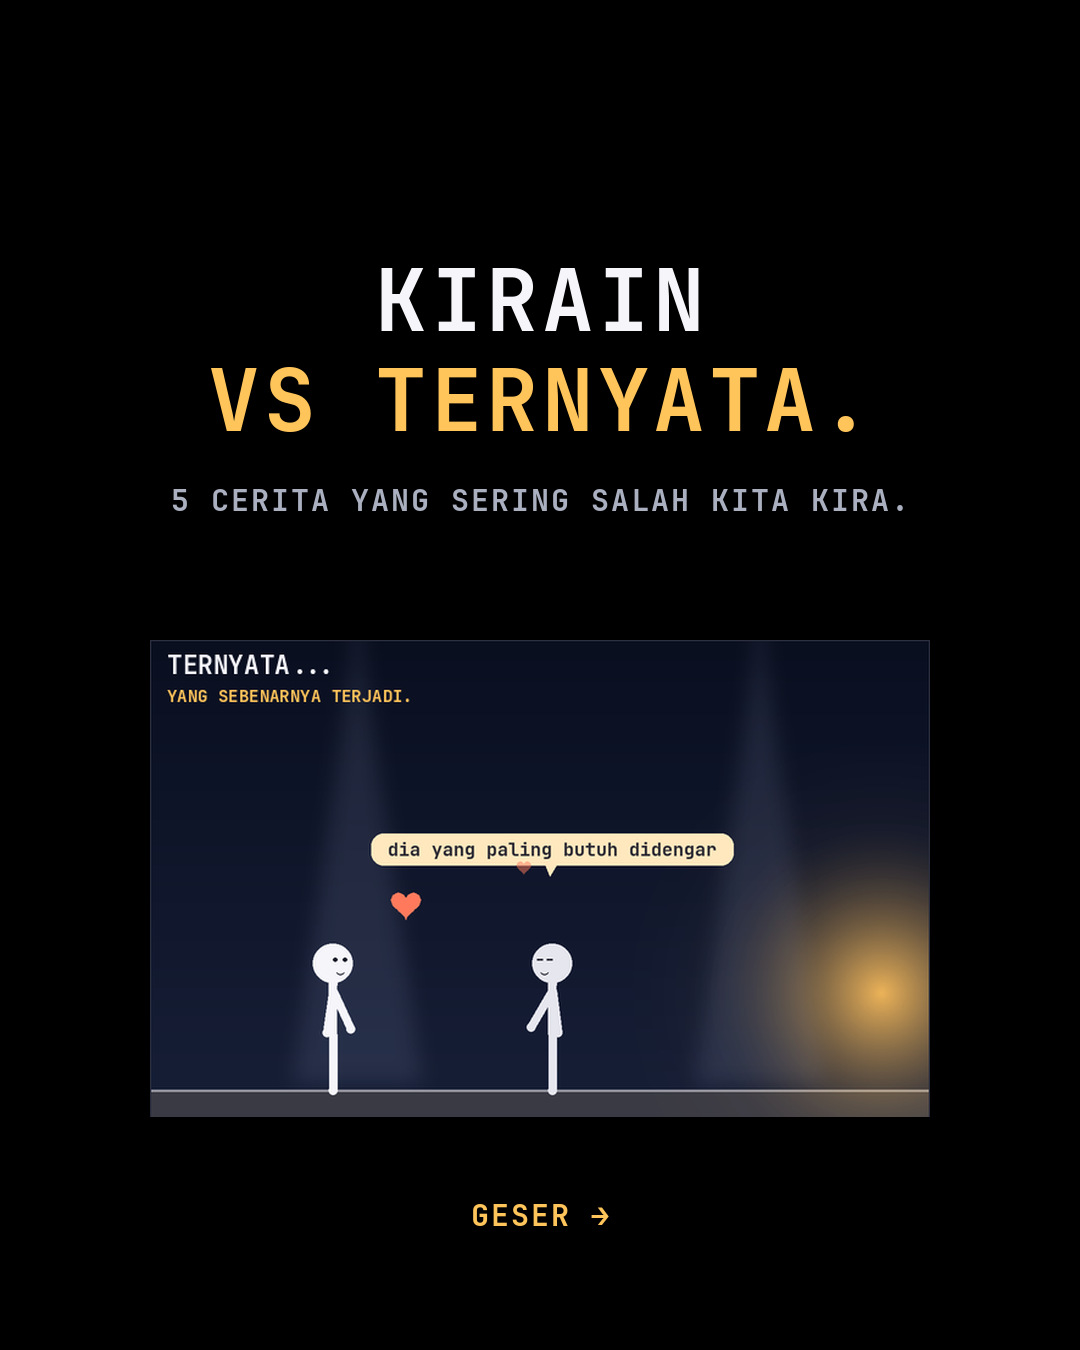 KIRAIN
VS TERNYATA.
5 CERITA YANG SERING SALAH KITA KIRA.
TERNYATA...
YANG SEBENARNYA TERJADI.
dia yang paling butuh didengar
GESER →